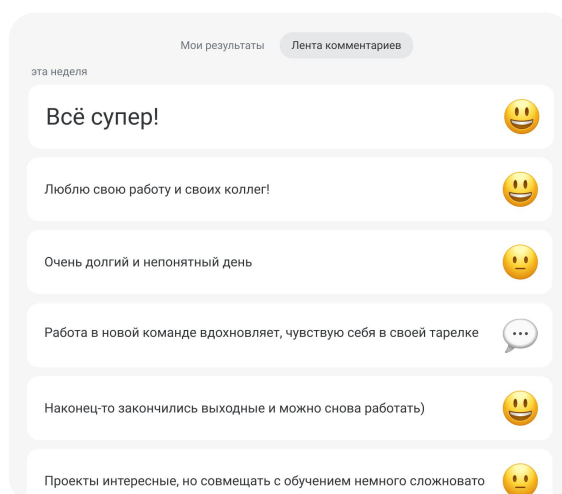 Мои результаты Лента комментариев
эта неделя
Всё супер!
Люблю свою работу и своих коллег!
Очень долгий и непонятный день
Работа в новой команде вдохновляет, чувствую себя в своей тарелке
Наконец-то закончились выходные и можно снова работать)
Проекты интересные, но совмещать с обучением немного сложновато